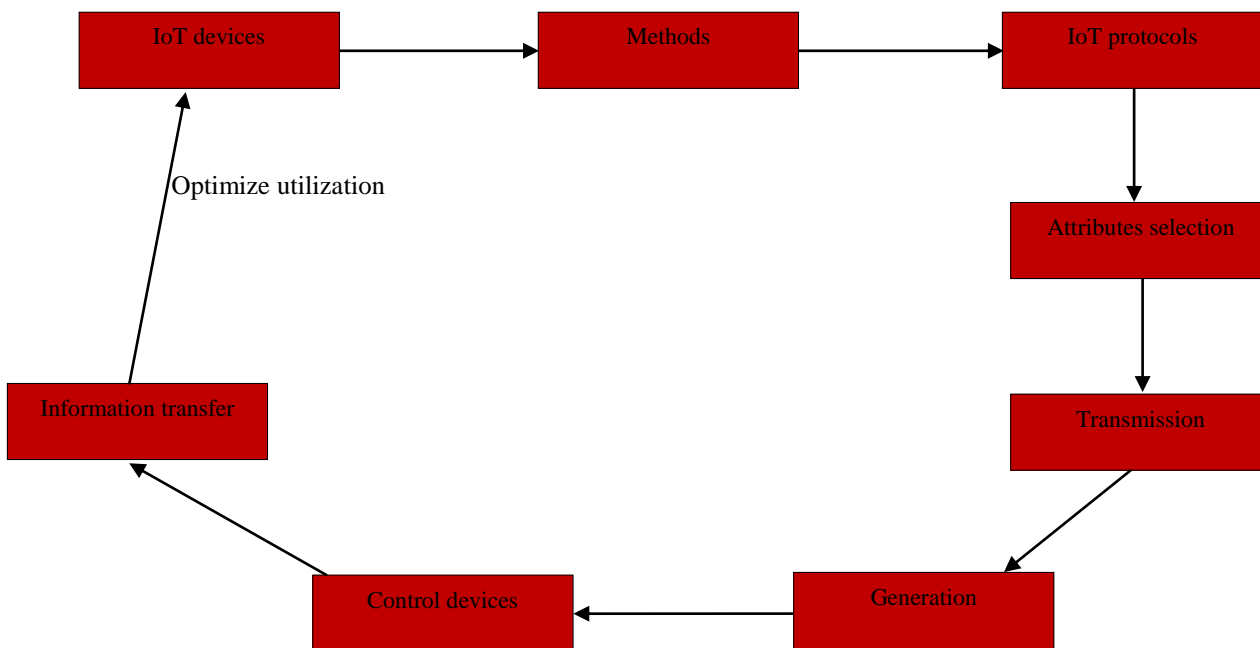 IoT devices
Methods
IoT protocols
Optimize utilization
Attributes selection
Information transfer
Transmission
Control devices
Generation